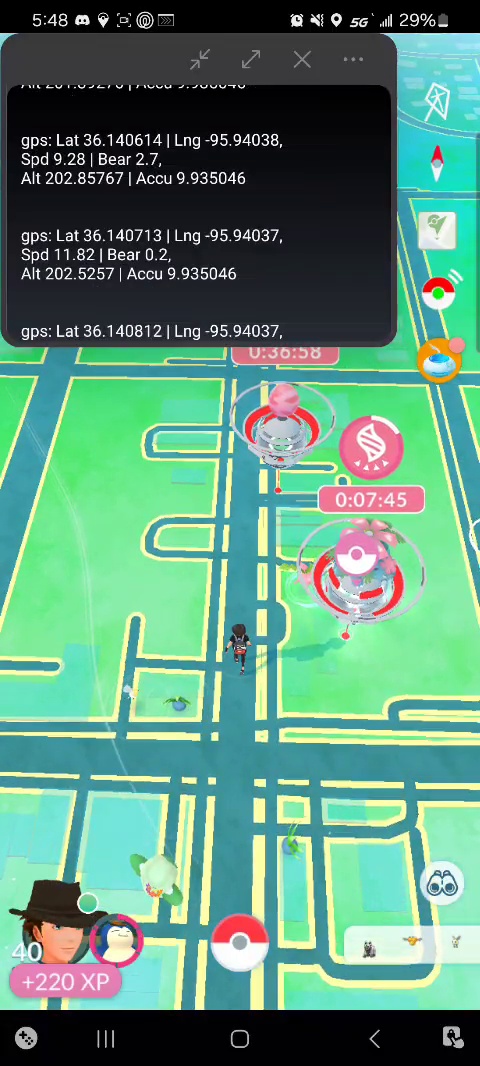 5:48
5G
29%
gps: Lat 36.140614 | Lng -95.94038,
Spd 9.28 | Bear 2.7,
Alt 202.85767 | Accu 9.935046
gps: Lat 36.140713 | Lng -95.94037,
Spd 11.82 | Bear 0.2,
Alt 202.5257 | Accu 9.935046
gps: Lat 36.140812 | Lng -95.94037,
0:36:58
0:07:45
40
+220 XP